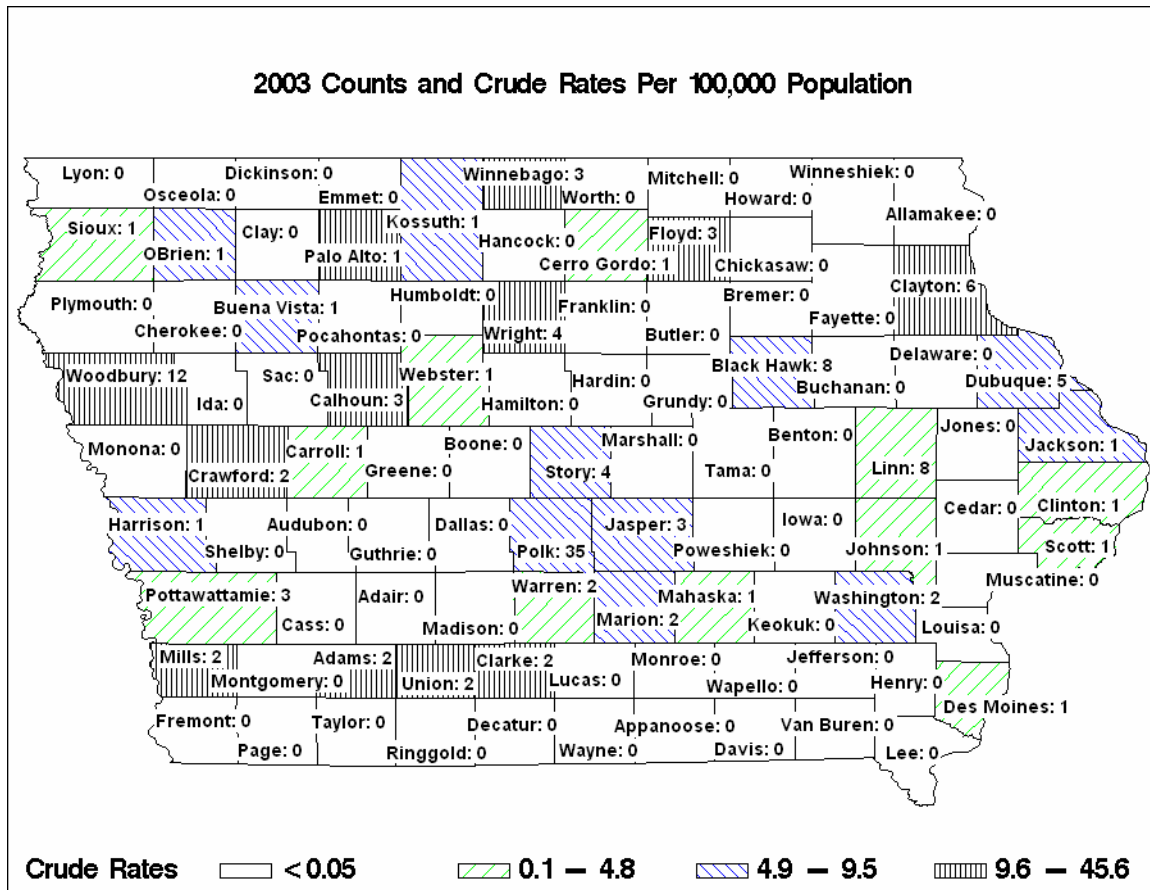 2003 Counts and Crude Rates Per 100,000 Population
Lyon: 0
Osceola: 0
Dickinson: 0
Emmet: 0
Kossuth: 1
Winnebago: 3
Worth: 0
Mitchell: 0
Howard: 0
Winneshiek: 0
Allamakee: 0
Sioux: 1
OBrien: 1
Clay: 0
Palo Alto: 1
Hancock: 0
Cerro Gordo: 1
Floyd: 3
Chickasaw: 0
Plymouth: 0
Cherokee: 0
Buena Vista: 1
Pocahontas: 0
Humboldt: 0
Wright: 4
Franklin: 0
Butler: 0
Bremer: 0
Fayette: 0
Clayton: 6
Woodbury: 12
Ida: 0
Sac: 0
Calhoun: 3
Webster: 1
Hamilton: 0
Hardin: 0
Grundy: 0
Black Hawk: 8
Buchanan: 0
Delaware: 0
Dubuque: 5
Monona: 0
Crawford: 2
Carroll: 1
Greene: 0
Boone: 0
Story: 4
Marshall: 0
Tama: 0
Benton: 0
Linn: 8
Jones: 0
Jackson: 1
Harrison: 1
Shelby: 0
Audubon: 0
Guthrie: 0
Dallas: 0
Polk: 35
Jasper: 3
Poweshiek: 0
Iowa: 0
Johnson: 1
Cedar: 0
Clinton: 1
Scott: 1
Muscatine: 0
Pottawattamie: 3
Cass: 0
Adair: 0
Madison: 0
Warren: 2
Marion: 2
Mahaska: 1
Keokuk: 0
Washington: 2
Louisa: 0
Mills: 2
Montgomery: 0
Adams: 2
Union: 2
Clarke: 2
Lucas: 0
Monroe: 0
Wapello: 0
Jefferson: 0
Henry: 0
Des Moines: 1
Fremont: 0
Page: 0
Taylor: 0
Ringgold: 0
Decatur: 0
Wayne: 0
Appanoose: 0
Davis: 0
Van Buren: 0
Lee: 0
Crude Rates < 0.05 0.1 – 4.8 4.9 – 9.5 9.6 – 45.6